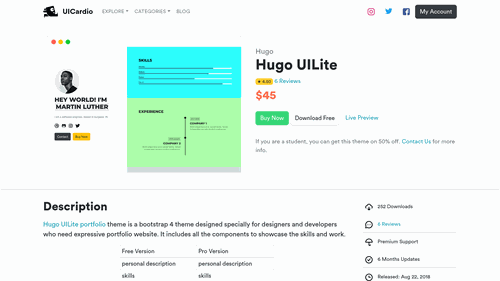 UICardio
EXPLORE
CATEGORIES
BLOG
My Account
HEY WORLD! I'M
MARTIN LUTHER
Contact
Buy Now
SKILLS
EXPERIENCE
COMPANY 1
COMPANY 2
Hugo
Hugo UILite
6 Reviews
$45
Buy Now
Download Free
Live Preview
If you are a student, you can get this theme on 50% off. Contact Us for more
info.
Description
Hugo UILite portfolio theme is a bootstrap 4 theme designed specially for designers and developers
who need expressive portfolio website. It includes all the components to showcase the skills and work.
Free Version Pro Version
personal description personal description
skills skills
252 Downloads
Reviews
Premium Support
6 Months Updates
Released: Aug 22, 2018